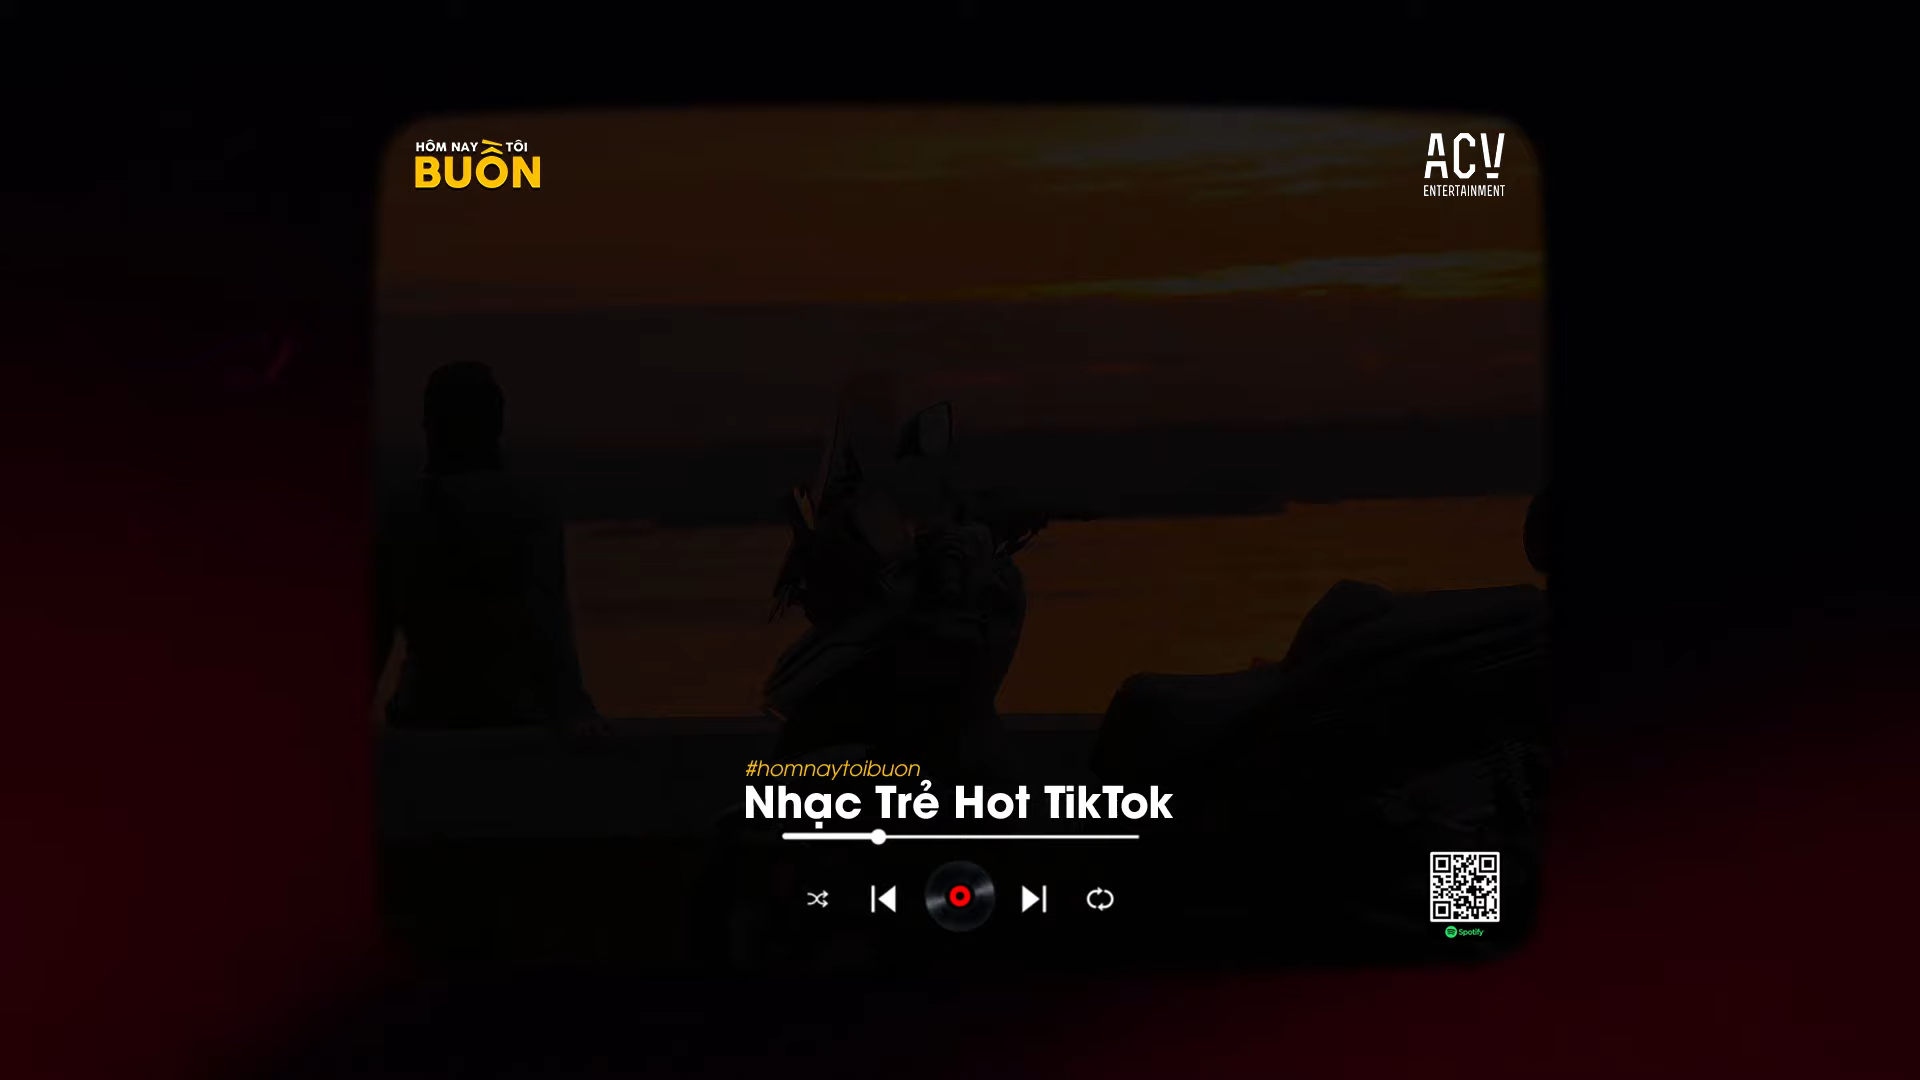 HÔM NAY TÔI
BUỒN
ACV
ENTERTAINMENT
#homnaytoibuon
Nhạc Trẻ Hot TikTok
Spotify